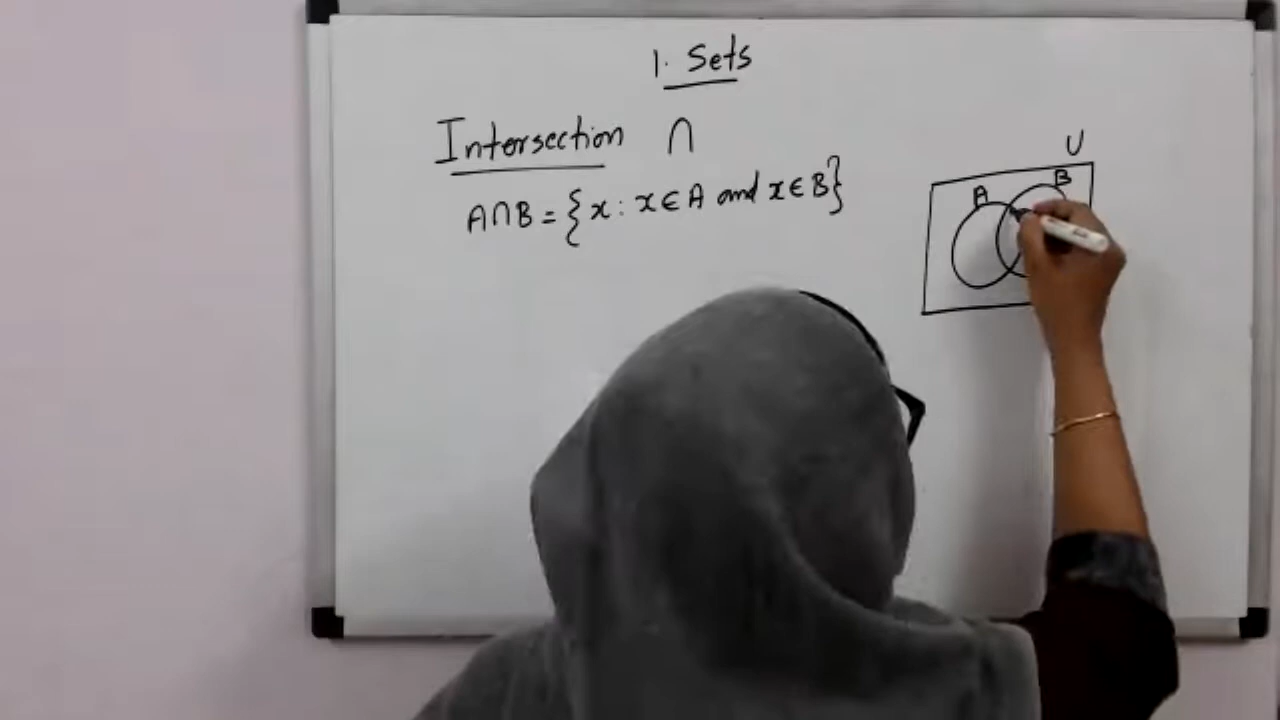 1. Sets
Intersection ∩
A∩B = {x : x ∈ A and x ∈ B}
U
A
B